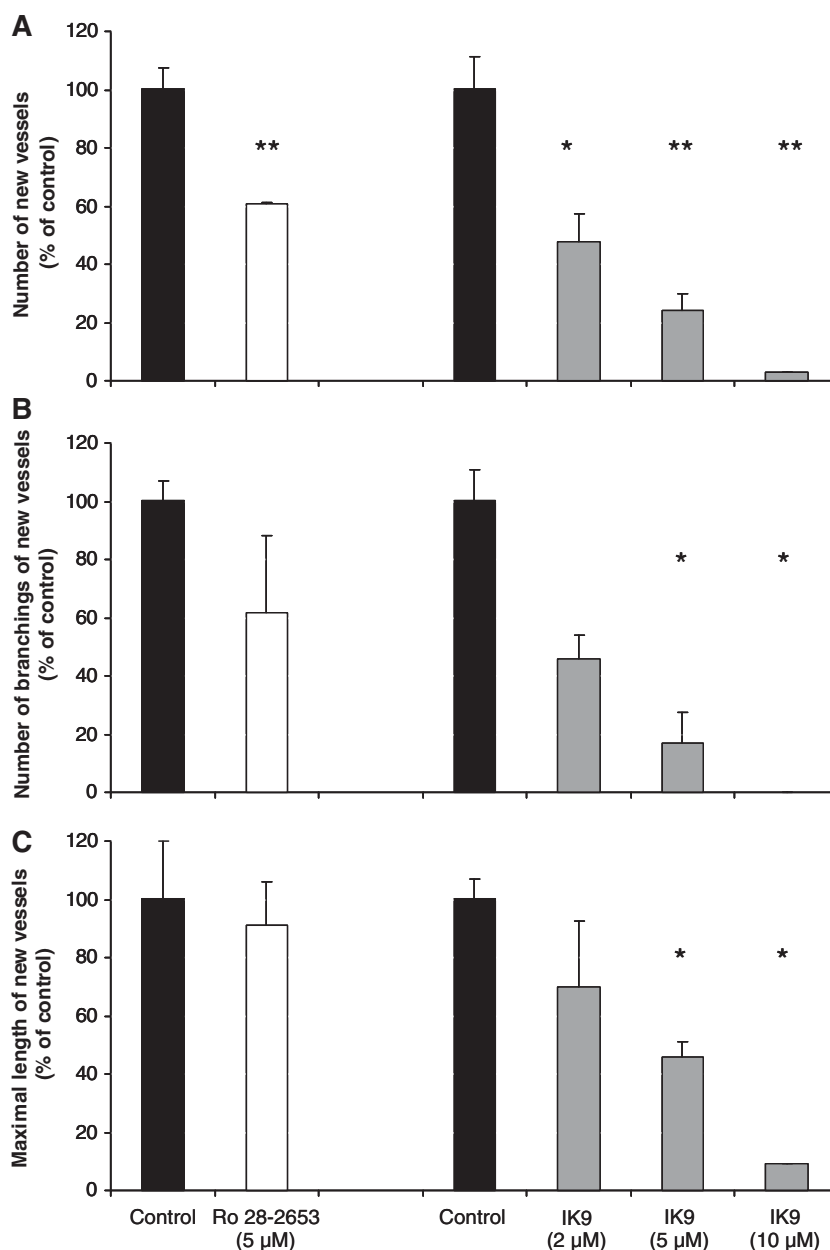 A
Number of new vessels
(% of control)
120
100
80
60
40
20
0
**
*
**
**
B
Number of branchings of new vessels
(% of control)
120
100
80
60
40
20
0
*
*
C
Maximal length of new vessels
(% of control)
120
100
80
60
40
20
0
*
*
Control Ro 28-2653 Control IK9 IK9 IK9
(5 µM) (2 µM) (5 µM) (10 µM)